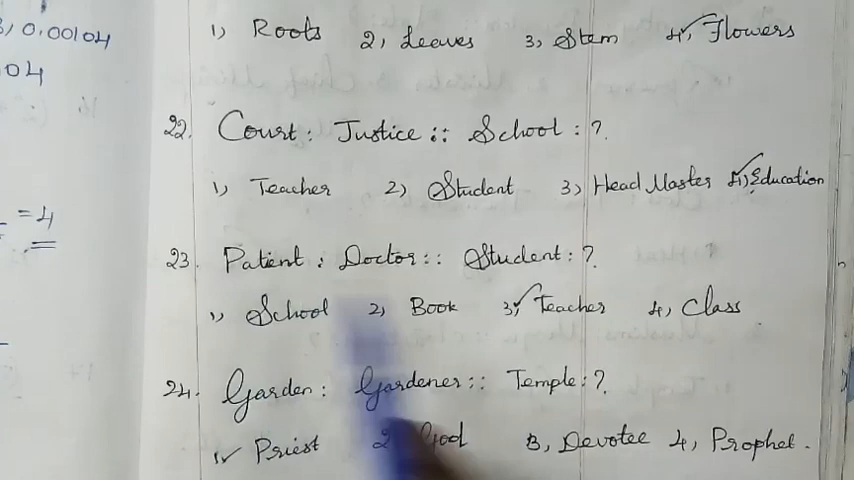 3, 0.00104
1) Roots 2, Leaves 3, Stem 4, Flowers
04
22. Court : Justice :: School : ?
1) Teacher 2) Student 3) Head Master 4) Education
= 4
23. Patient : Doctor :: Student : ?
1) School 2) Book 3) Teacher 4, Class
24. Garden : Gardener :: Temple : ?
1, Priest 2 God 3, Devotee 4, Prophet.